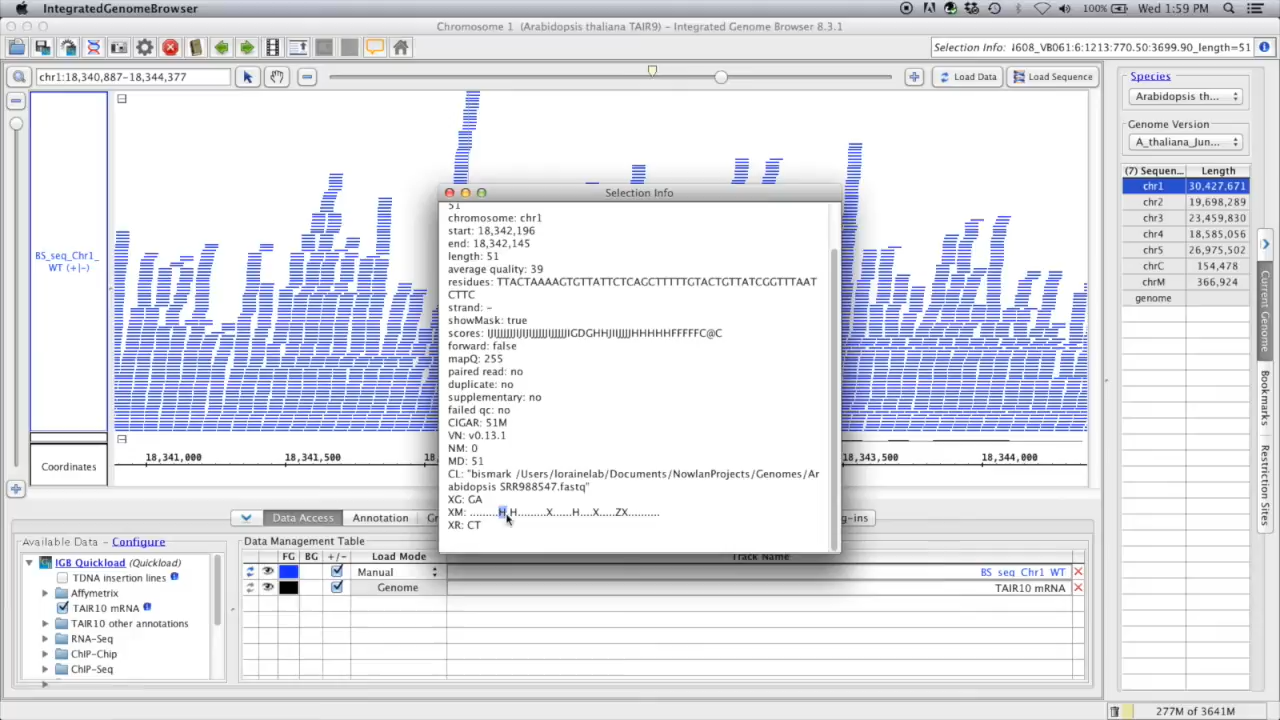 IntegratedGenomeBrowser
100%
Wed 1:59 PM
Chromosome 1 (Arabidopsis thaliana TAIR9) - Integrated Genome Browser 8.3.1
Selection Info: ⁠608_VB061:6:1213:770.50:3699.90_length=51
chr1:18,340,887-18,344,377
Load Data
Load Sequence
Species
Arabidopsis th...
Genome Version
A_thaliana_Jun...
(?) Sequen... Length
chr1 30,427,671
chr2 19,698,289
chr3 23,459,830
chr4 18,585,056
chr5 26,975,502
chrC 154,478
chrM 366,924
genome
Current Genome
Bookmarks
Restriction Sites
BS_seq_Chr1_
WT (+|-)
Coordinates
18,341,000
18,341,500
18,343,500
18,344,000
Selection Info
51
chromosome: chr1
start: 18,342,196
end: 18,342,145
length: 51
average quality: 39
residues: TTACTAAAAGTGTTATTCTCAGCTTTTTGTACTGTTATCGGTTTAAT
CTTC
strand: -
showMask: true
forward: false
mapQ: 255
paired read: no
duplicate: no
supplementary: no
failed qc: no
CIGAR: 51M
VN: v0.13.1
NM: 0
MD: 51
CL: "bismark /Users/lorainelab/Documents/NowlanProjects/Genomes/Ar
abidopsis SRR988547.fastq"
XG: GA
XM: .........H.H.........X......H....X.....ZX..........
XR: CT
Data Access
Annotation
Available Data - Configure
IGB Quickload (Quickload)
TDNA insertion lines
Affymetrix
TAIR10 mRNA
TAIR10 other annotations
RNA-Seq
ChIP-Chip
ChIP-Seq
Data Management Table
FG BG +/- Load Mode Track Name
Manual BS_seq_Chr1_WT
Genome TAIR10 mRNA
277M of 3641M